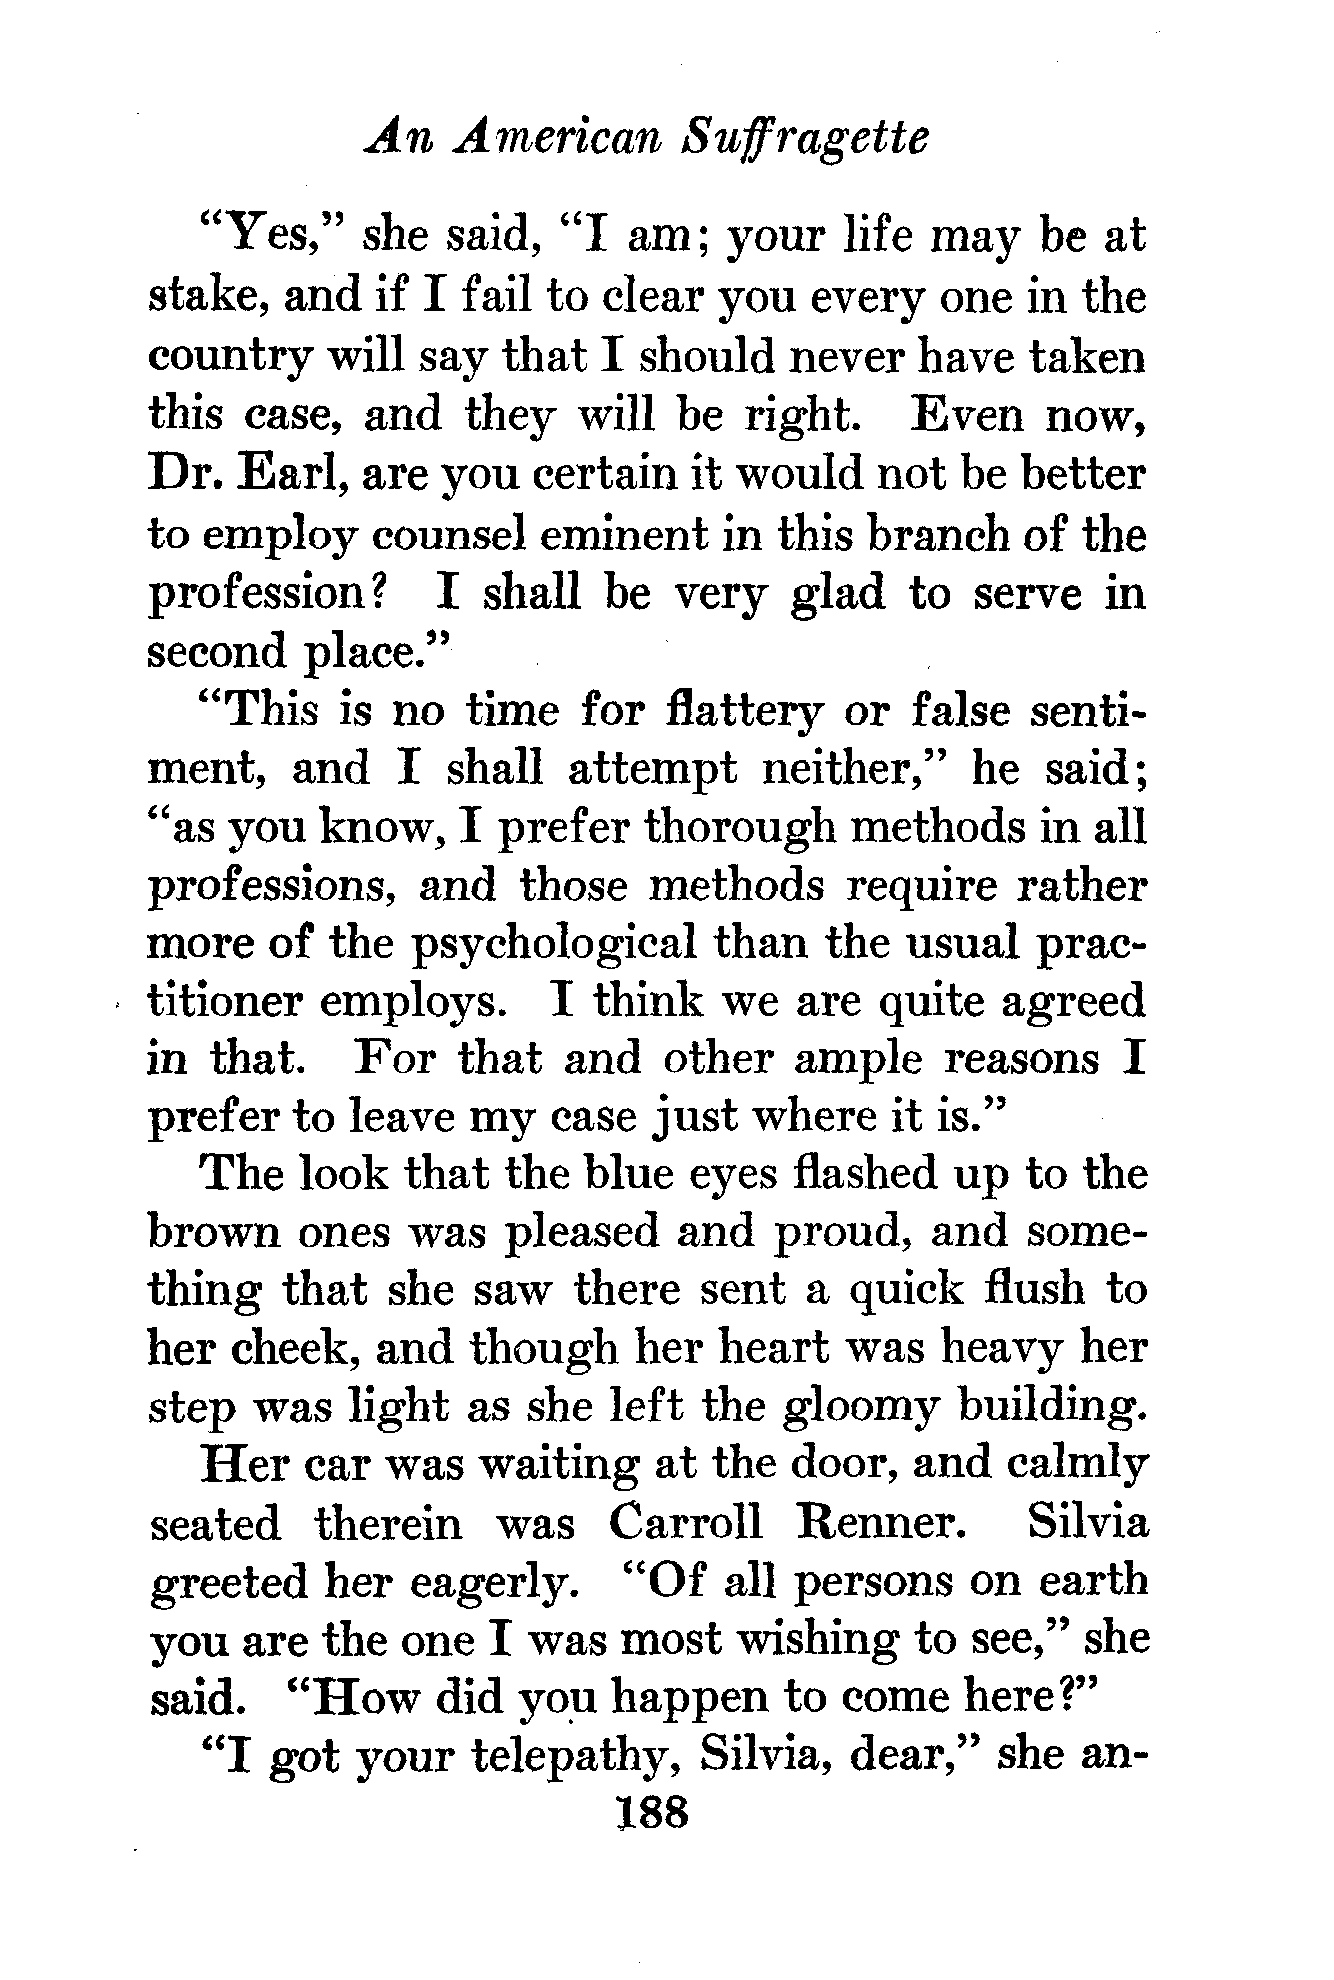 An American Suffragette
“Yes,” she said, “I am; your life may be at
stake, and if I fail to clear you every one in the
country will say that I should never have taken
this case, and they will be right. Even now,
Dr. Earl, are you certain it would not be better
to employ counsel eminent in this branch of the
profession? I shall be very glad to serve in
second place.”
“This is no time for flattery or false senti-
ment, and I shall attempt neither,” he said;
“as you know, I prefer thorough methods in all
professions, and those methods require rather
more of the psychological than the usual prac-
titioner employs. I think we are quite agreed
in that. For that and other ample reasons I
prefer to leave my case just where it is.”
The look that the blue eyes flashed up to the
brown ones was pleased and proud, and some-
thing that she saw there sent a quick flush to
her cheek, and though her heart was heavy her
step was light as she left the gloomy building.
Her car was waiting at the door, and calmly
seated therein was Carroll Renner. Silvia
greeted her eagerly. “Of all persons on earth
you are the one I was most wishing to see,” she
said. “How did you happen to come here?”
“I got your telepathy, Silvia, dear,” she an-
188